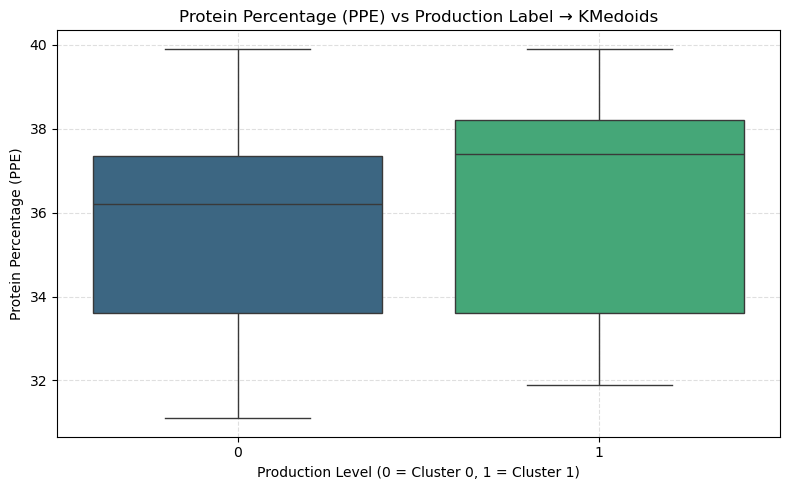 Protein Percentage (PPE) vs Production Label → KMedoids
Protein Percentage (PPE)
40
38
36
34
32
0
1
Production Level (0 = Cluster 0, 1 = Cluster 1)